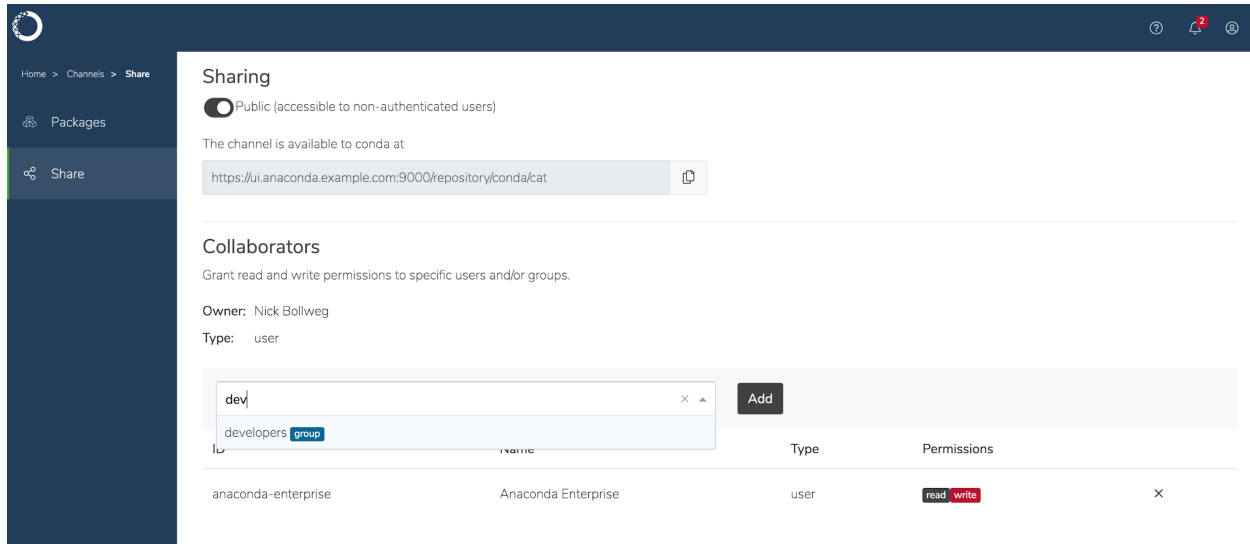 2
Home > Channels > Share
Packages
Share
Sharing
Public (accessible to non-authenticated users)
The channel is available to conda at
https://ui.anaconda.example.com:9000/repository/conda/cat
Collaborators
Grant read and write permissions to specific users and/or groups.
Owner: Nick Bollweg
Type: user
dev
Add
developers group
ID Name Type Permissions
anaconda-enterprise Anaconda Enterprise user read write